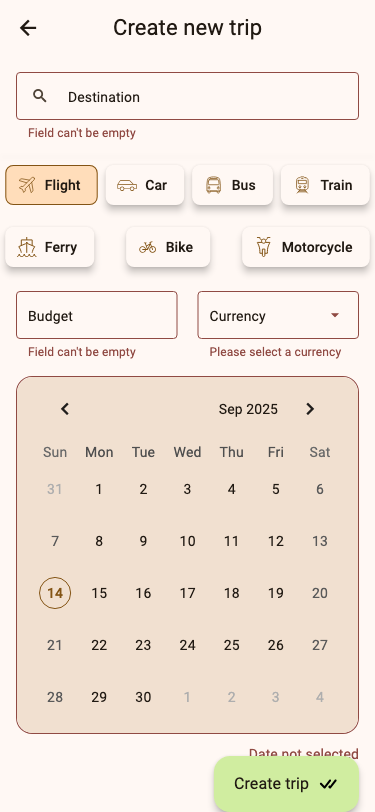 Create new trip
Destination
Field can't be empty
Flight Car Bus Train
Ferry Bike Motorcycle
Budget Currency
Field can't be empty Please select a currency
Sep 2025
Sun Mon Tue Wed Thu Fri Sat
31 1 2 3 4 5 6
7 8 9 10 11 12 13
14 15 16 17 18 19 20
21 22 23 24 25 26 27
28 29 30 1 2 3 4
Date not selected
Create trip